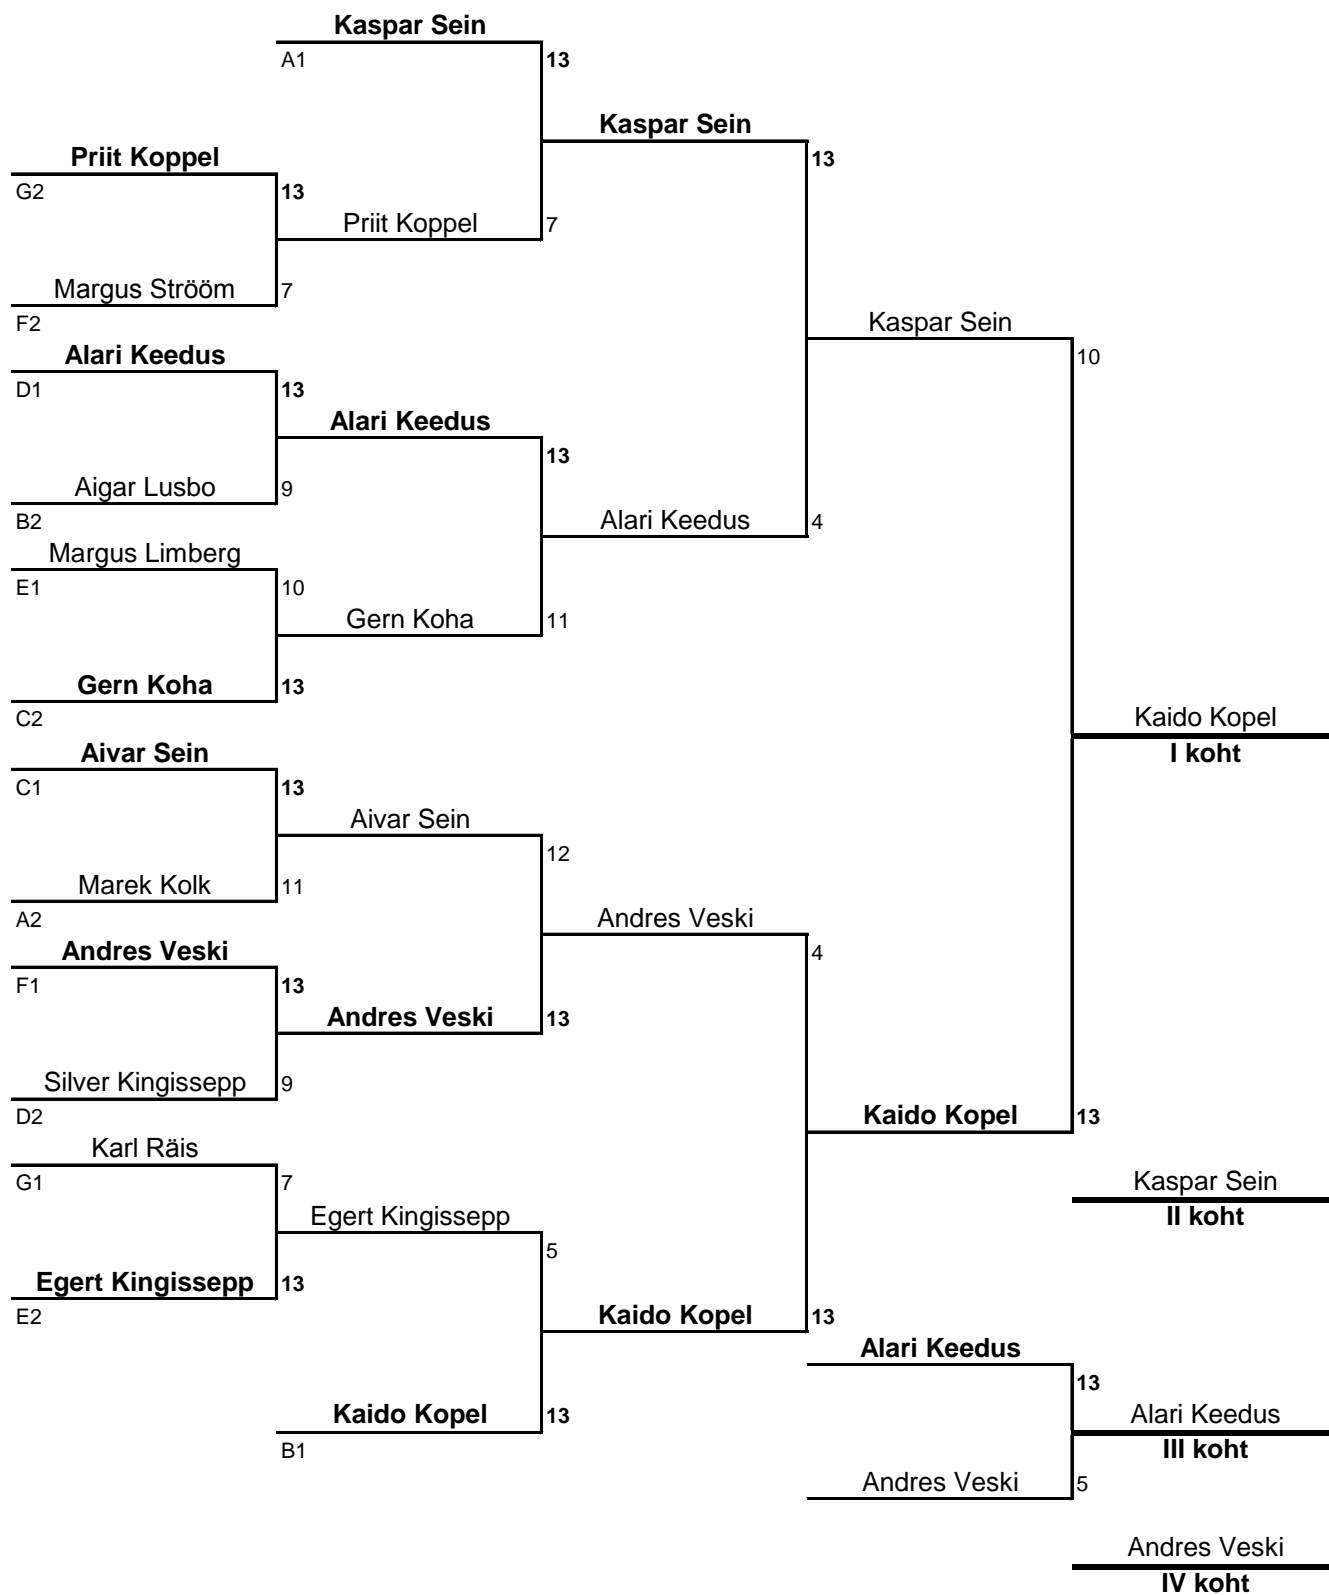 Kaspar Sein
A1
13
Kaspar Sein
Priit Koppel
13
G2
13
Priit Koppel
7
Margus Strööm
7
F2
Kaspar Sein
Alari Keedus
10
D1
13
Alari Keedus
13
Aigar Lusbo
9
Alari Keedus
4
B2
Margus Limberg
E1
10
Gern Koha
11
Gern Koha
13
C2
Kaido Kopel
Aivar Sein
I koht
C1
13
Aivar Sein
12
Marek Kolk
11
A2
Andres Veski
Andres Veski
4
F1
13
Andres Veski
13
Silver Kingissepp
9
D2
Kaido Kopel
13
Karl Räis
G1
7
Kaspar Sein
Egert Kingissepp
II koht
5
Egert Kingissepp
13
E2
Kaido Kopel
13
Alari Keedus
13
Kaido Kopel
13
Alari Keedus
B1
III koht
Andres Veski
5
Andres Veski
IV koht